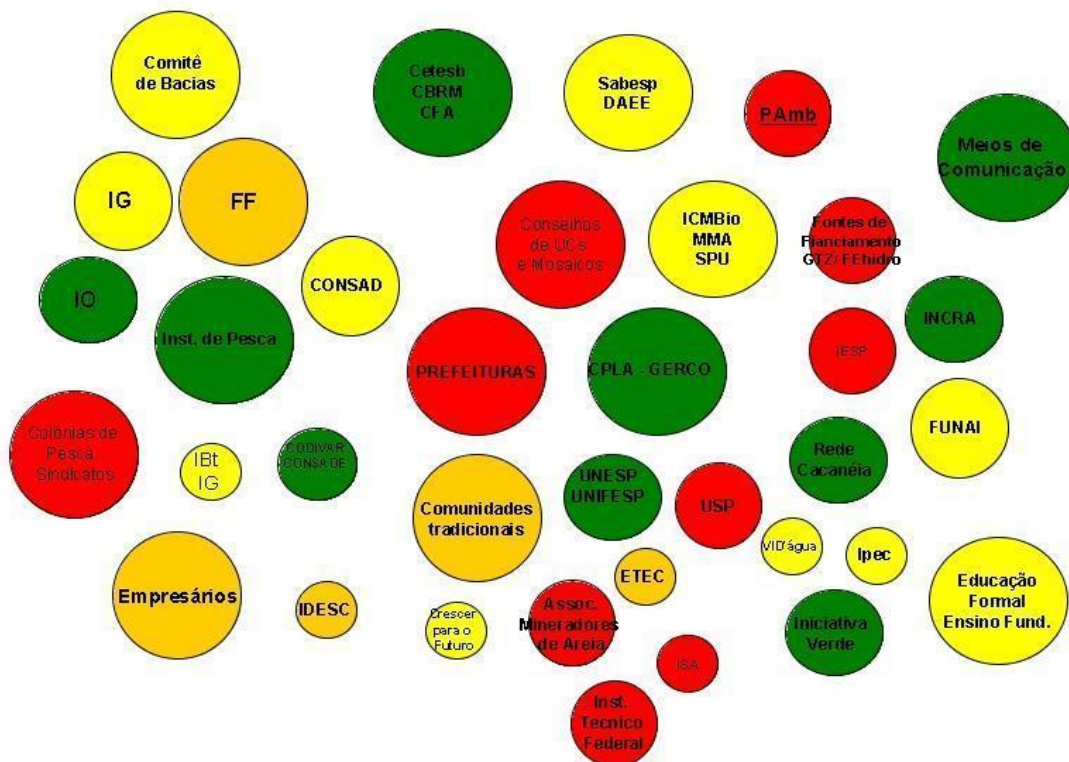 Comitê
de Bacias
Cetesb
CBRM
CFA
Sabesp
DAEE
PAmb
Meios de
Comunicação
IG
FF
Conselhos
de UCs
e Mosaicos
ICMBio
MMA
SPU
Fontes de
Fianciamento
GTZ/ FEhidro
CONSAD
IO
Inst. de Pesca
INCRA
PREFEITURAS
CPLA - GERCO
IESP
Colônias de
Pesca
Sindicatos
IBt
IG
CODIVAR
CONSADE
FUNAI
Rede
Cacanéia
Comunidades
tradicionais
UNESP
UNIFESP
USP
VID'água
Ipec
Empresários
IDESC
ETEC
Crescer
para o
Futuro
Assoc.
Mineradores
de Areia
Iniciativa
Verde
Educação
Formal
Ensino Fund.
ISA
Inst.
Tecnico
Federal